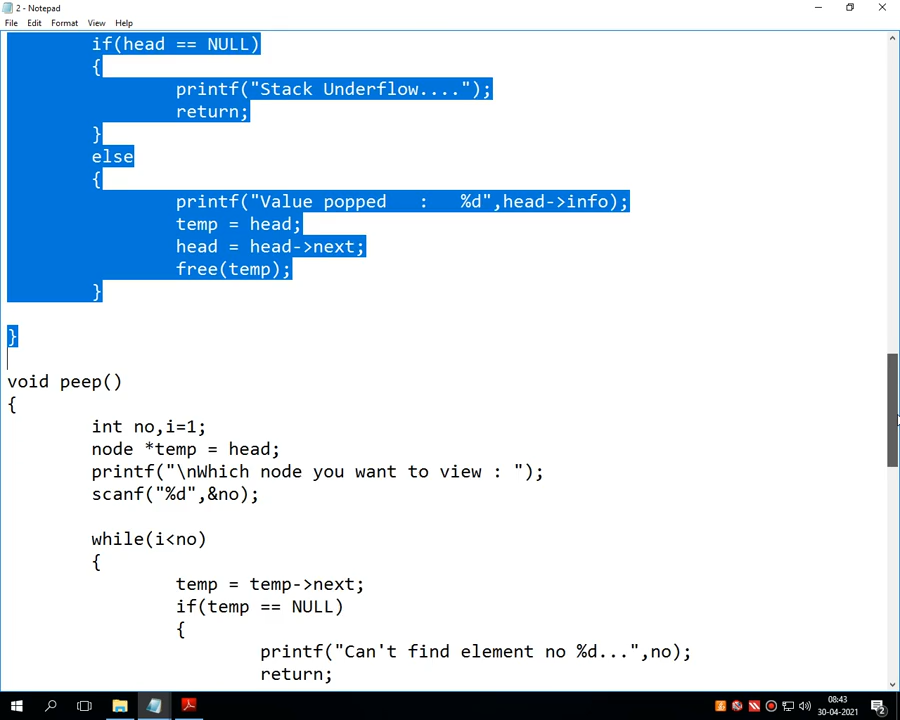 2 - Notepad
File Edit Format View Help
if(head == NULL)
{
printf("Stack Underflow....");
return;
}
else
{
printf("Value popped   :   %d",head->info);
temp = head;
head = head->next;
free(temp);
}
}
void peep()
{
int no,i=1;
node *temp = head;
printf("\nWhich node you want to view : ");
scanf("%d",&no);
while(i<no)
{
temp = temp->next;
if(temp == NULL)
{
printf("Can't find element no %d...",no);
return;
08:43
30-04-2021
2